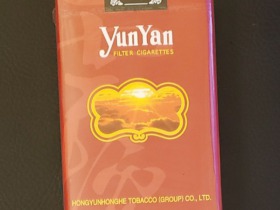 YunYan
FILTER CIGARETTES
HONGYUNHONGHE TOBACCO (GROUP) CO., LTD.